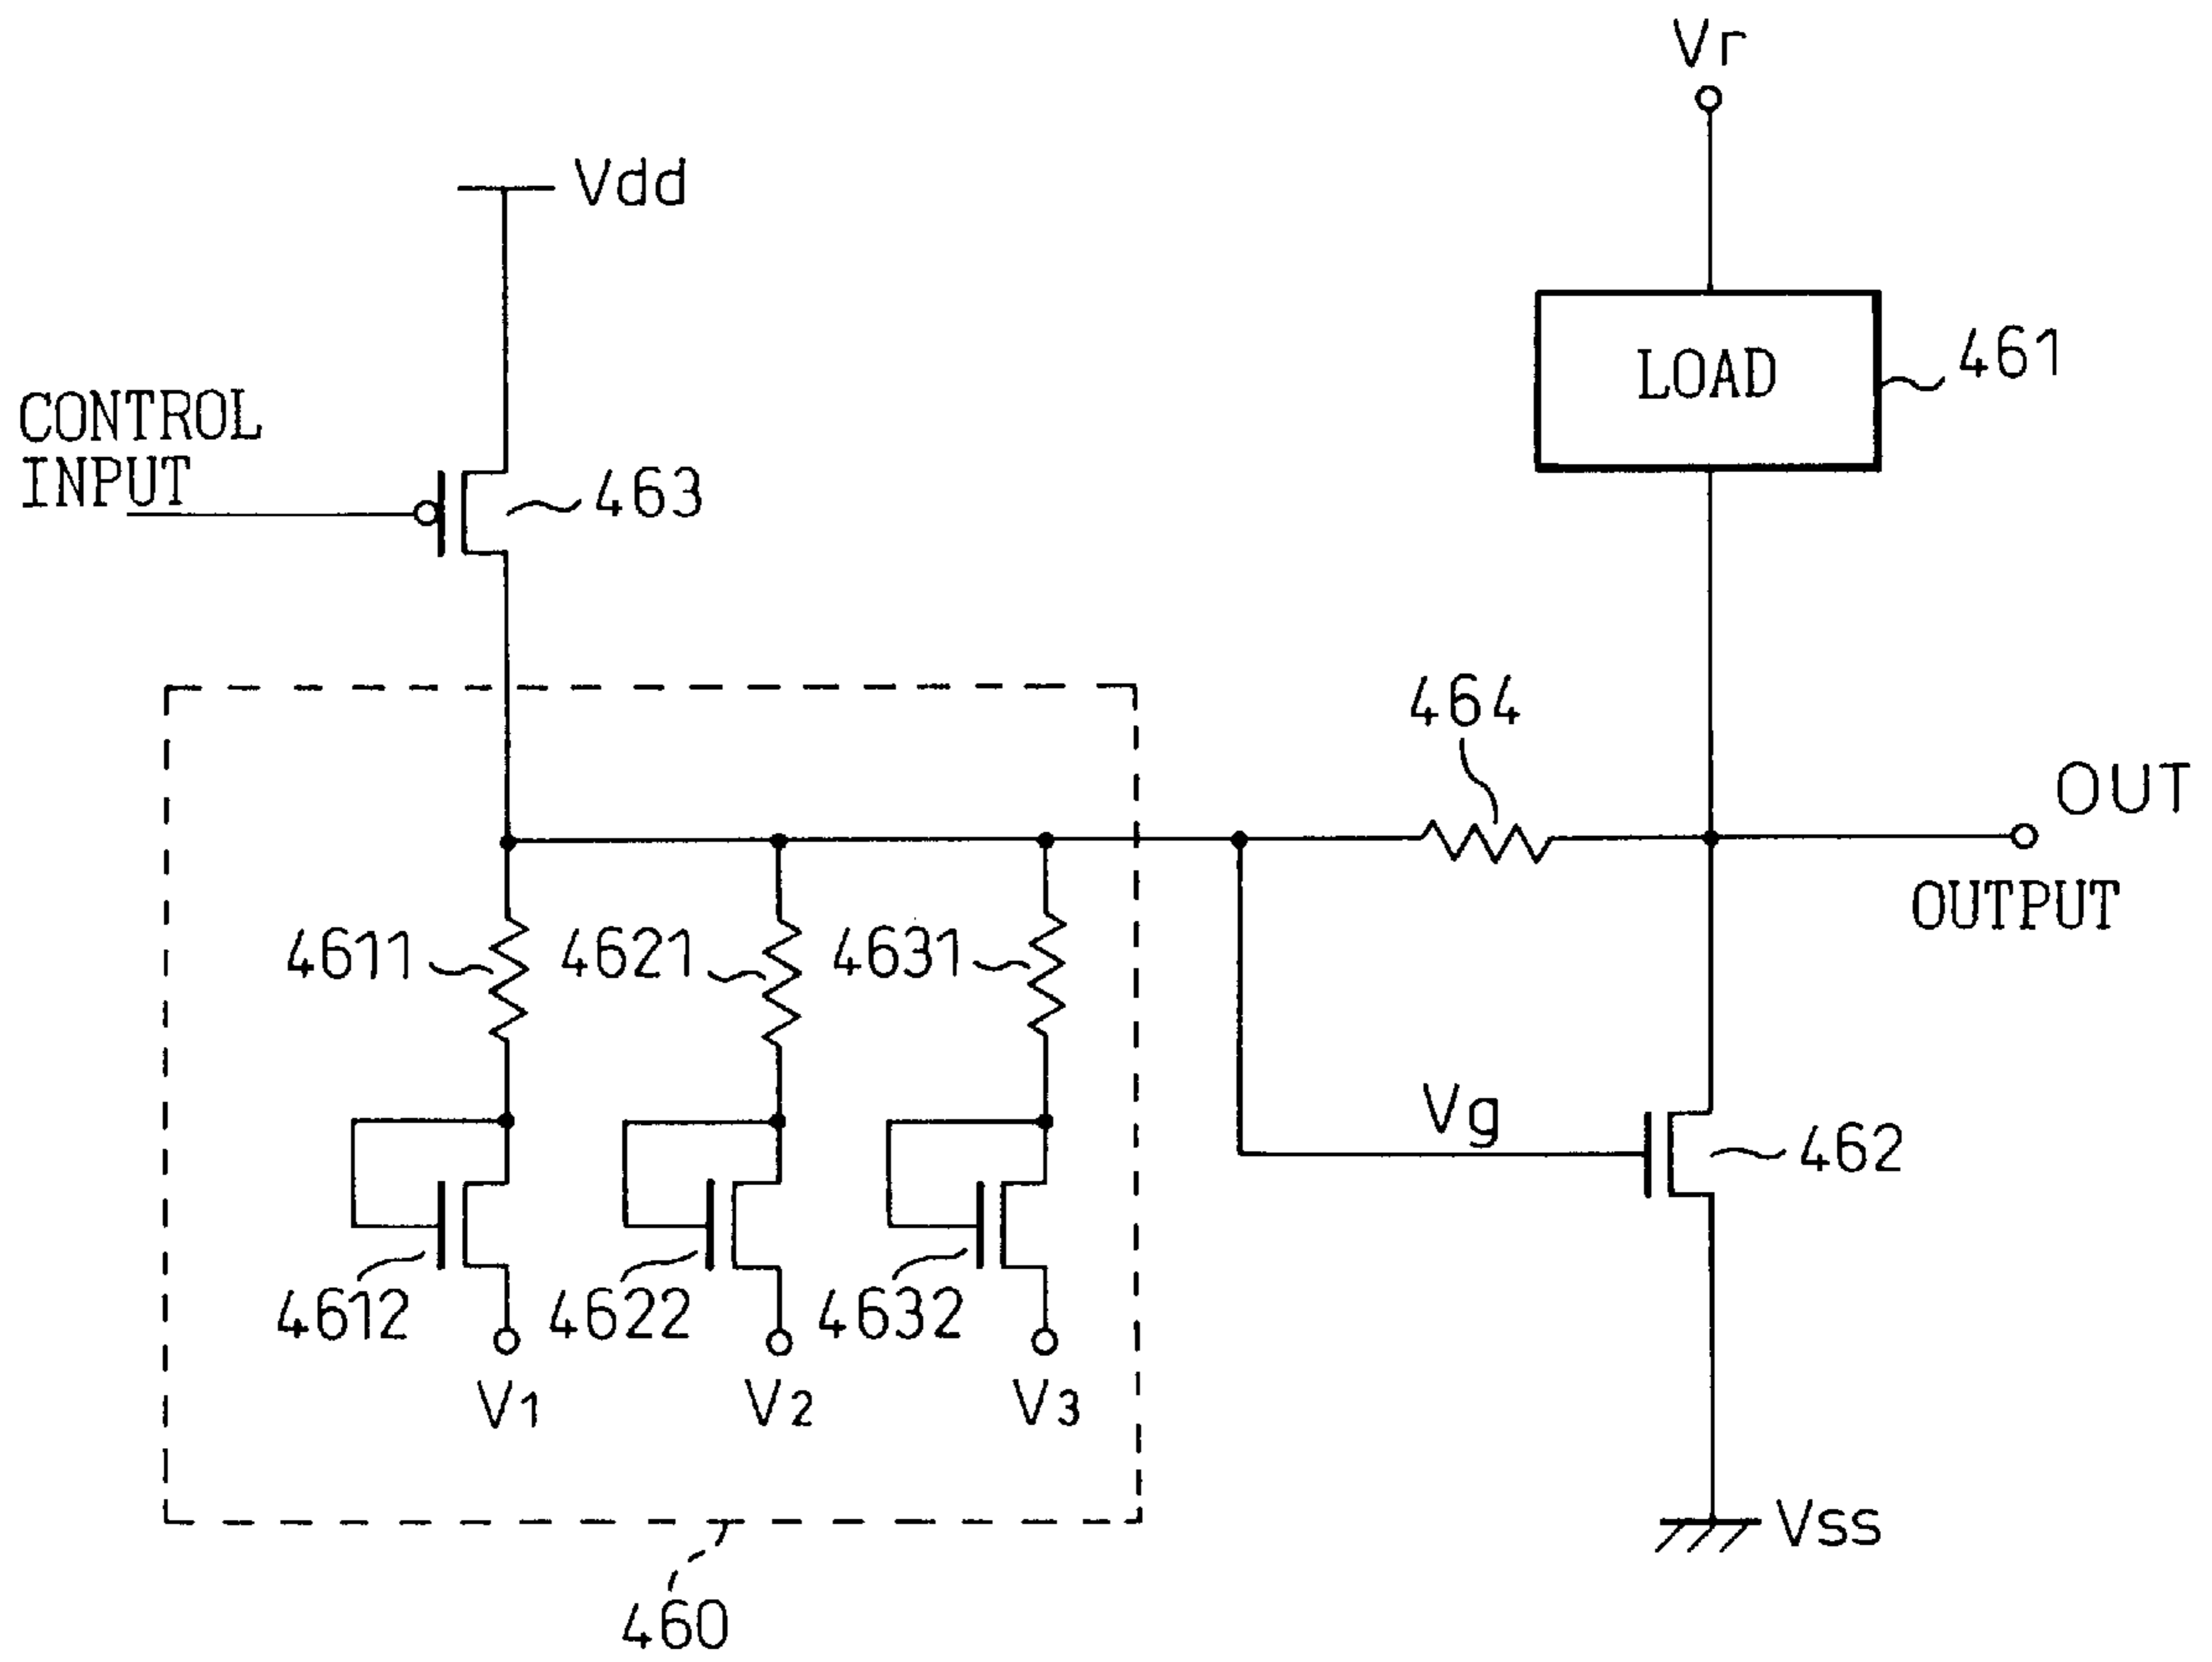 Vr
Vdd
LOAD
461
CONTROL
INPUT
463
464
OUT
OUTPUT
4611
4621
4631
Vg
462
4612
4622
4632
V1
V2
V3
Vss
460